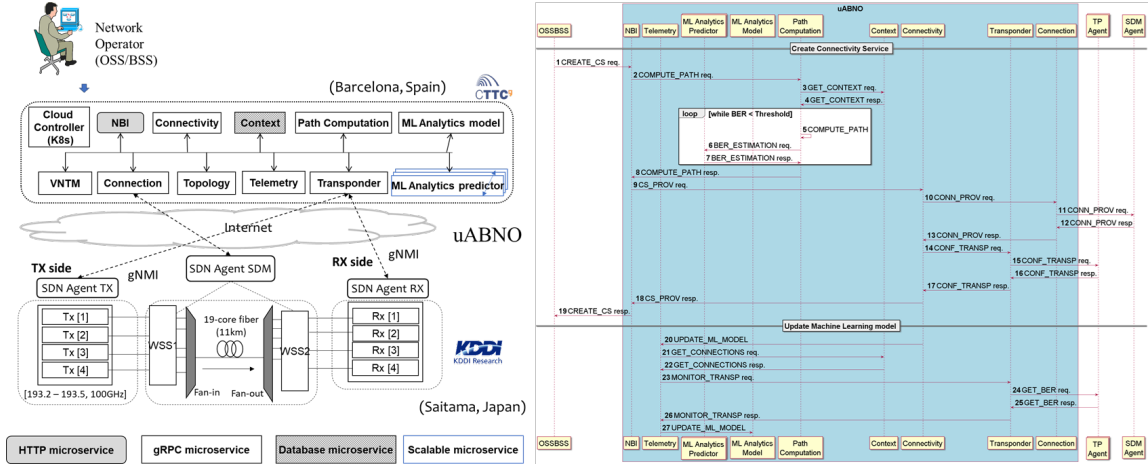 Network
Operator
(OSS/BSS)
(Barcelona, Spain)
CTTC
Cloud
Controller
(K8s)
NBI
Connectivity
Context
Path Computation
ML Analytics model
VNTM
Connection
Topology
Telemetry
Transponder
ML Analytics predictor
Internet
uABNO
TX side
gNMI
SDN Agent SDM
RX side
gNMI
SDN Agent TX
SDN Agent RX
Tx [1]
Tx [2]
Tx [3]
Tx [4]
WSS1
19-core fiber
(11km)
WSS2
Rx [1]
Rx [2]
Rx [3]
Rx [4]
KDDI
KDDI Research
[193.2 – 193.5, 100GHz]
Fan-in
Fan-out
(Saitama, Japan)
HTTP microservice
gRPC microservice
Database microservice
Scalable microservice
uABNO
OSSBSS
NBI
Telemetry
ML Analytics
Predictor
ML Analytics
Model
Path
Computation
Context
Connectivity
Transponder
Connection
TP
Agent
SDM
Agent
Create Connectivity Service
1 CREATE_CS req.
2 COMPUTE_PATH req.
3 GET_CONTEXT req.
4 GET_CONTEXT resp.
loop [while BER < Threshold]
5 COMPUTE_PATH
6 BER_ESTIMATION req.
7 BER_ESTIMATION resp.
8 COMPUTE_PATH resp.
9 CS_PROV req.
10 CONN_PROV req.
11 CONN_PROV req.
12 CONN_PROV resp
13 CONN_PROV resp.
14 CONF_TRANSP req.
15 CONF_TRANSP req.
16 CONF_TRANSP resp.
17 CONF_TRANSP resp.
18 CS_PROV resp.
19 CREATE_CS resp.
Update Machine Learning model
20 UPDATE_ML_MODEL
21 GET_CONNECTIONS req.
22 GET_CONNECTIONS resp.
23 MONITOR_TRANSP req.
24 GET_BER req.
25 GET_BER resp.
26 MONITOR_TRANSP resp.
27 UPDATE_ML_MODEL
OSSBSS
NBI
Telemetry
ML Analytics
Predictor
ML Analytics
Model
Path
Computation
Context
Connectivity
Transponder
Connection
TP
Agent
SDM
Agent